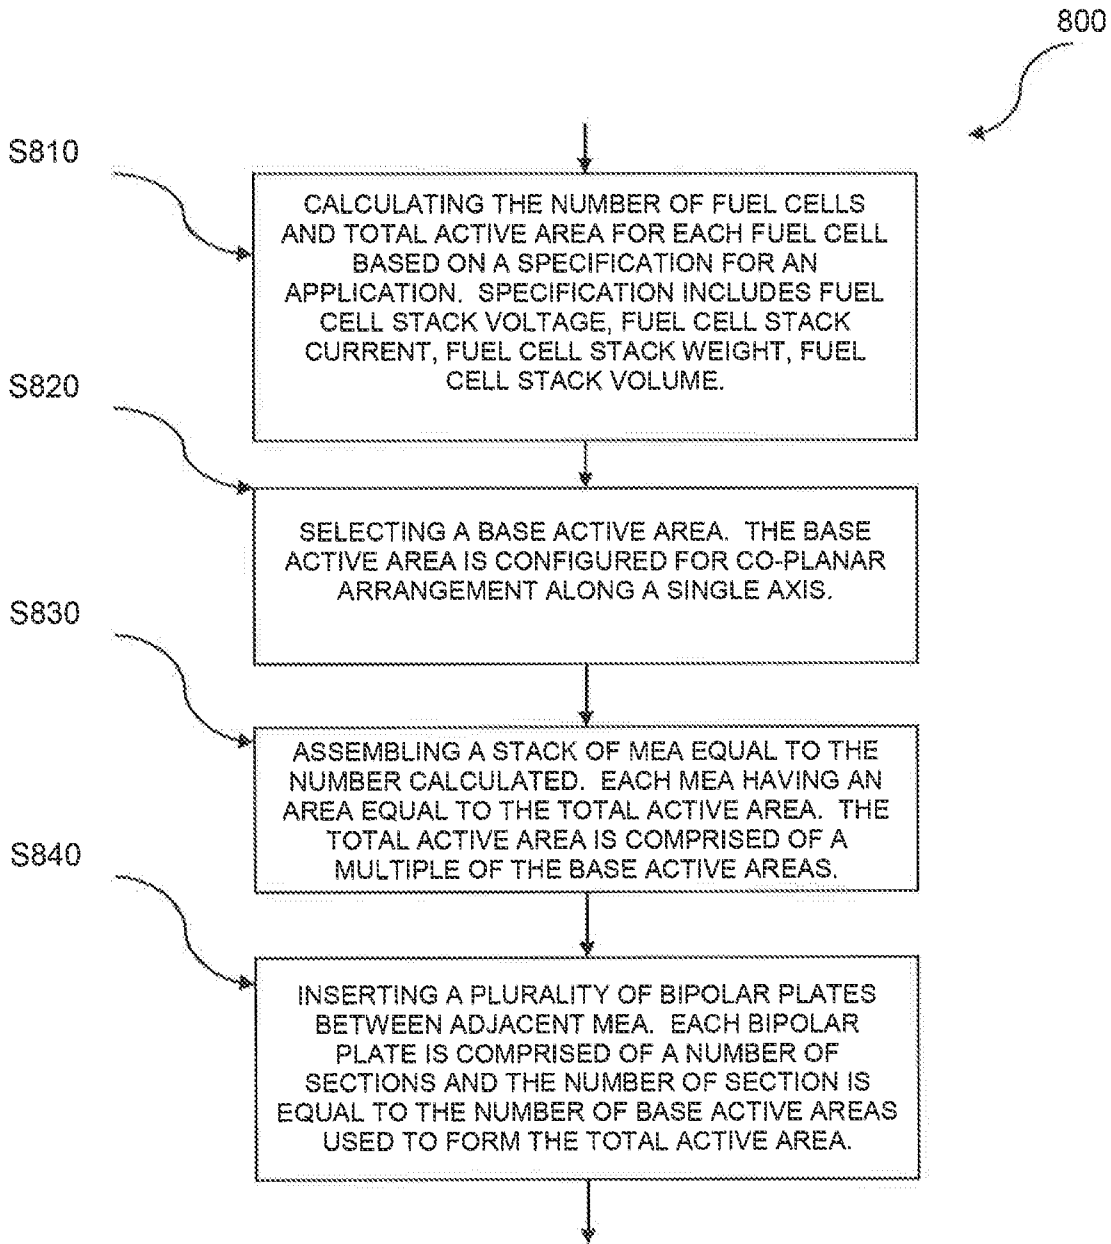 800
S810
CALCULATING THE NUMBER OF FUEL CELLS
AND TOTAL ACTIVE AREA FOR EACH FUEL CELL
BASED ON A SPECIFICATION FOR AN
APPLICATION. SPECIFICATION INCLUDES FUEL
CELL STACK VOLTAGE, FUEL CELL STACK
CURRENT, FUEL CELL STACK WEIGHT, FUEL
CELL STACK VOLUME.
S820
SELECTING A BASE ACTIVE AREA. THE BASE
ACTIVE AREA IS CONFIGURED FOR CO-PLANAR
ARRANGEMENT ALONG A SINGLE AXIS.
S830
ASSEMBLING A STACK OF MEA EQUAL TO THE
NUMBER CALCULATED. EACH MEA HAVING AN
AREA EQUAL TO THE TOTAL ACTIVE AREA. THE
TOTAL ACTIVE AREA IS COMPRISED OF A
MULTIPLE OF THE BASE ACTIVE AREAS.
S840
INSERTING A PLURALITY OF BIPOLAR PLATES
BETWEEN ADJACENT MEA. EACH BIPOLAR
PLATE IS COMPRISED OF A NUMBER OF
SECTIONS AND THE NUMBER OF SECTION IS
EQUAL TO THE NUMBER OF BASE ACTIVE AREAS
USED TO FORM THE TOTAL ACTIVE AREA.